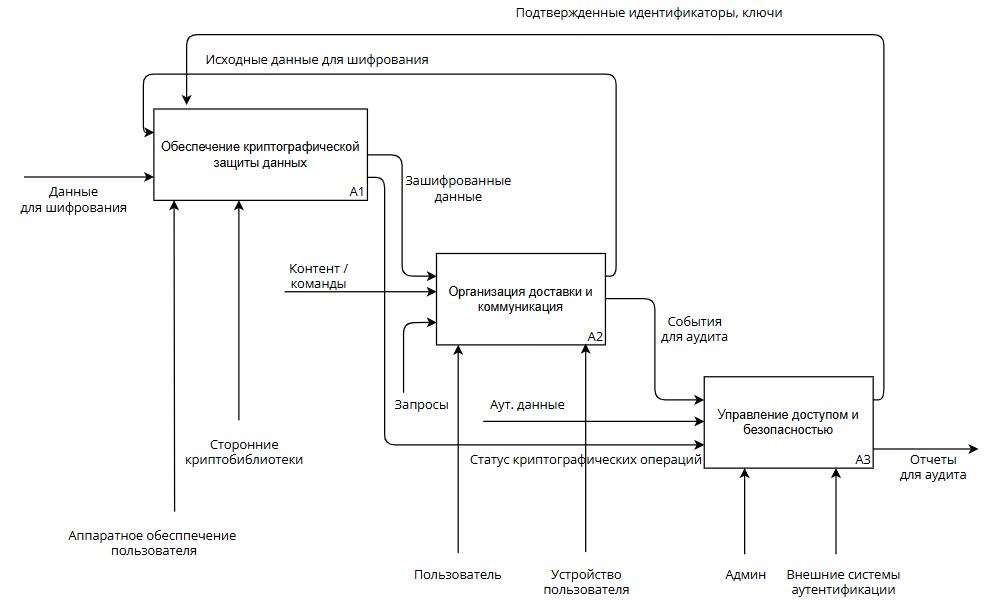 Подтвержденные идентификаторы, ключи
Исходные данные для шифрования
Обеспечение криптографической
защиты данных
A1
Данные
для шифрования
Зашифрованные
данные
Контент /
команды
Организация доставки и
коммуникация
A2
События
для аудита
Запросы
Аут. данные
Управление доступом и
безопасностью
A3
Статус криптографических операций
Отчеты
для аудита
Сторонние
криптобиблиотеки
Аппаратное обесппечение
пользователя
Пользователь
Устройство
пользователя
Админ
Внешние системы
аутентификации